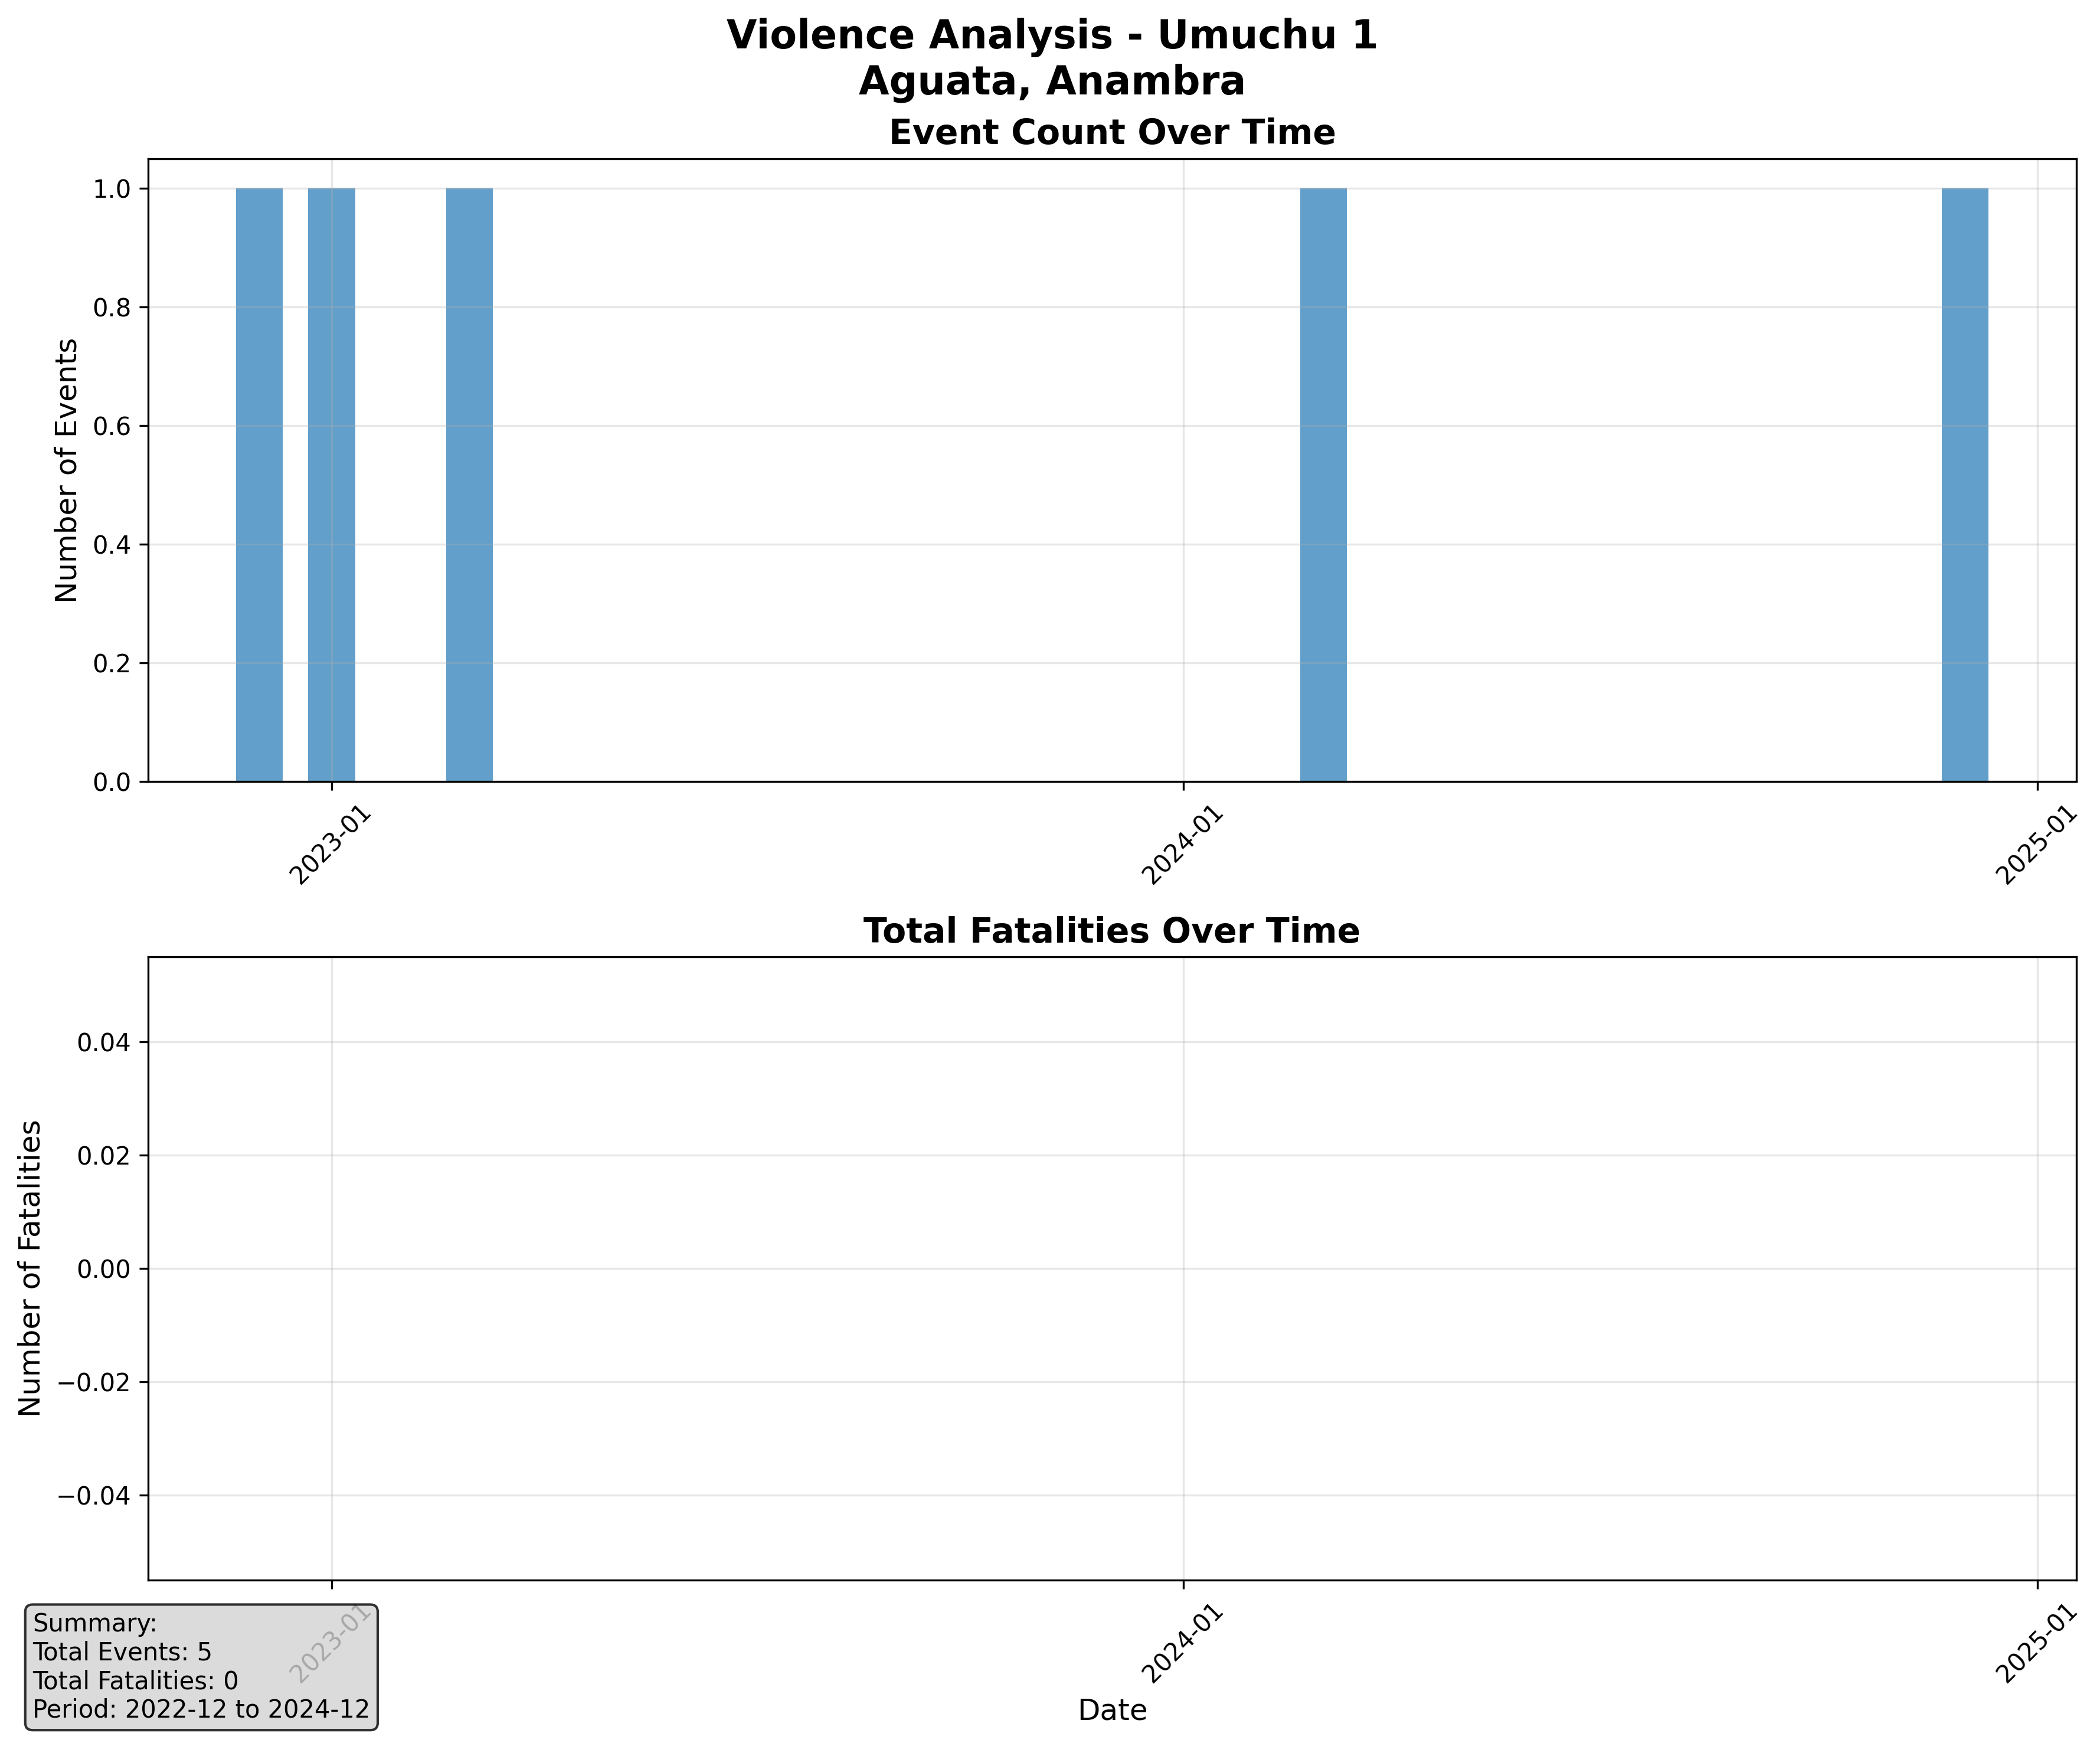 Violence Analysis - Umuchu 1
Aguata, Anambra
Event Count Over Time
Number of Events
1.0
0.8
0.6
0.4
0.2
0.0
2023-01
2024-01
2025-01
Total Fatalities Over Time
Number of Fatalities
0.04
0.02
0.00
−0.02
−0.04
2023-01
2024-01
2025-01
Date
Summary:
Total Events: 5
Total Fatalities: 0
Period: 2022-12 to 2024-12